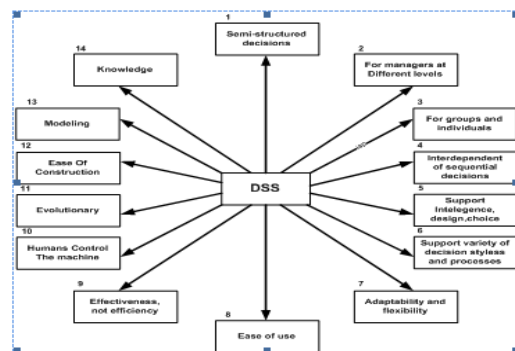 1
Semi-structured
decisions
2
For managers at
Different levels
3
For groups and
individuals
4
Interdependent
of sequential
decisions
5
Support
Intelegence,
design,choice
6
Support variety of
decision styless
and processes
7
Adaptability and
flexibility
8
Ease of use
9
Effectiveness,
not efficiency
10
Humans Control
The machine
11
Evolutionary
12
Ease Of
Construction
13
Modeling
14
Knowledge
DSS